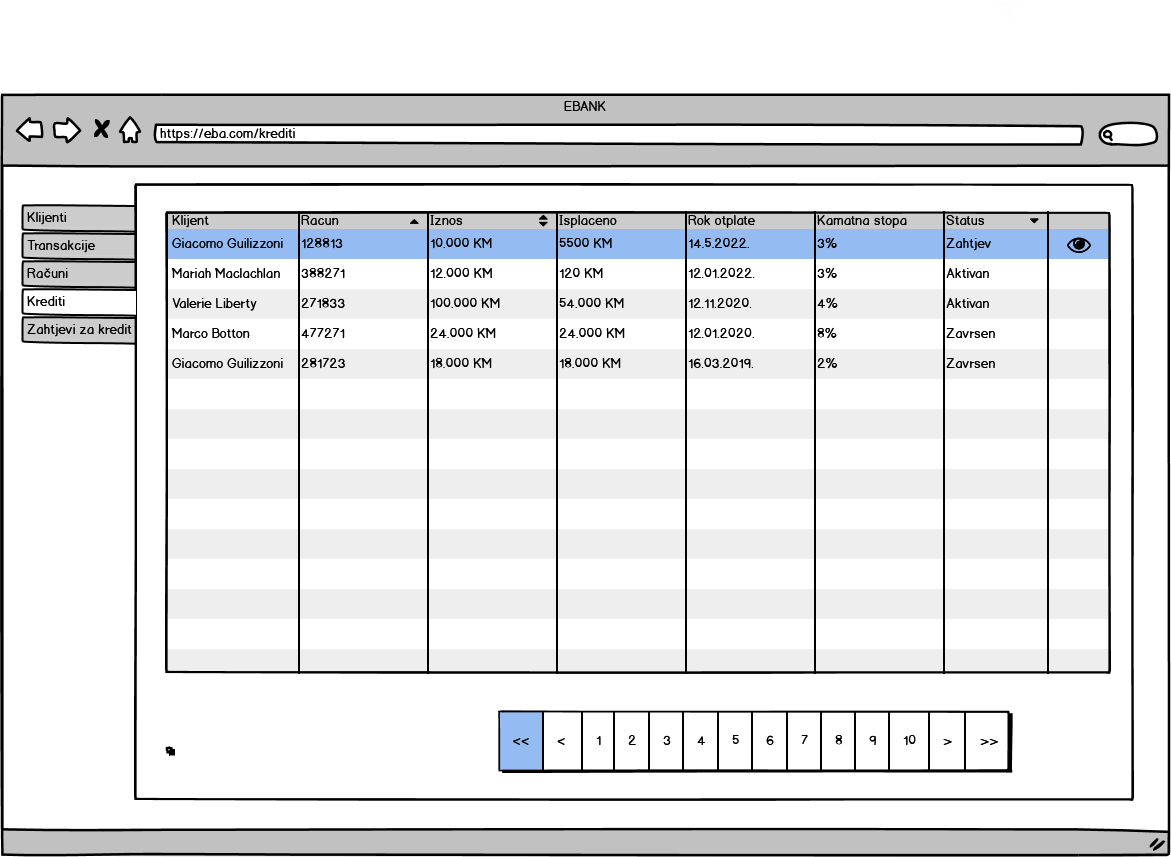 EBANK
https://eba.com/krediti
Klijenti
Transakcije
Računi
Krediti
Zahtjevi za kredit
Klijent Racun Iznos Isplaceno Rok otplate Kamatna stopa Status
Giacomo Guilizzoni 128813 10.000 KM 5500 KM 14.5.2022. 3% Zahtjev
Mariah Maclachlan 388271 12.000 KM 120 KM 12.01.2022. 3% Aktivan
Valerie Liberty 271833 100.000 KM 54.000 KM 12.11.2020. 4% Aktivan
Marco Botton 477271 24.000 KM 24.000 KM 12.01.2020. 8% Zavrsen
Giacomo Guilizzoni 281723 18.000 KM 18.000 KM 16.03.2019. 2% Zavrsen
<< < 1 2 3 4 5 6 7 8 9 10 > >>